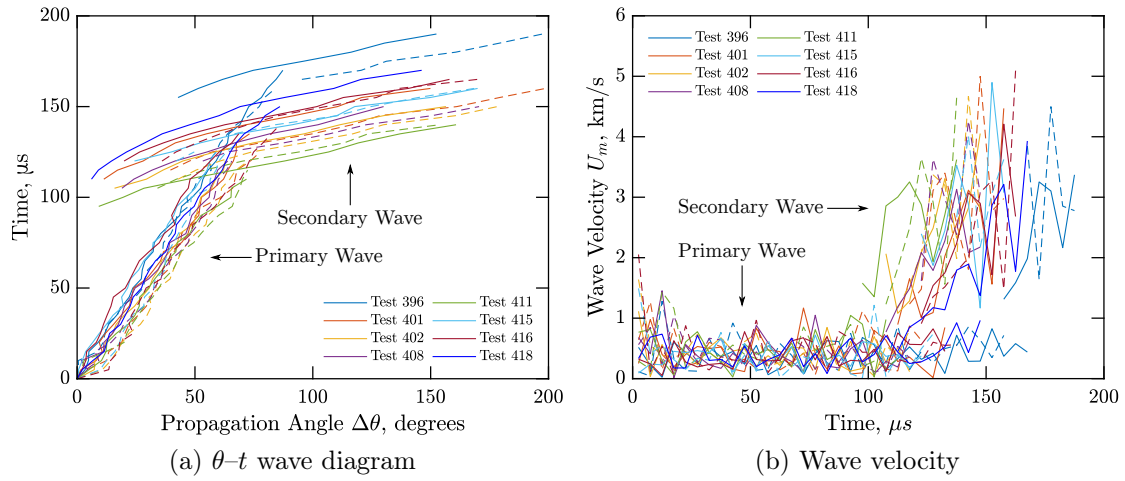 200
150
100
50
0
Time, µs
0
50
100
150
200
Propagation Angle Δθ, degrees
Secondary Wave
Primary Wave
Test 396
Test 401
Test 402
Test 408
Test 411
Test 415
Test 416
Test 418
(a) θ–t wave diagram
6
5
4
3
2
1
0
Wave Velocity U_m, km/s
0
50
100
150
200
Time, μs
Test 396
Test 401
Test 402
Test 408
Test 411
Test 415
Test 416
Test 418
Secondary Wave
Primary Wave
(b) Wave velocity